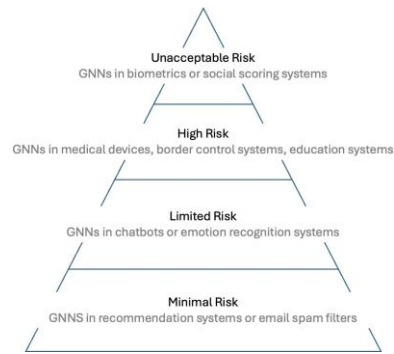 Unacceptable Risk
GNNs in biometrics or social scoring systems
High Risk
GNNs in medical devices, border control systems, education systems
Limited Risk
GNNs in chatbots or emotion recognition systems
Minimal Risk
GNNS in recommendation systems or email spam filters